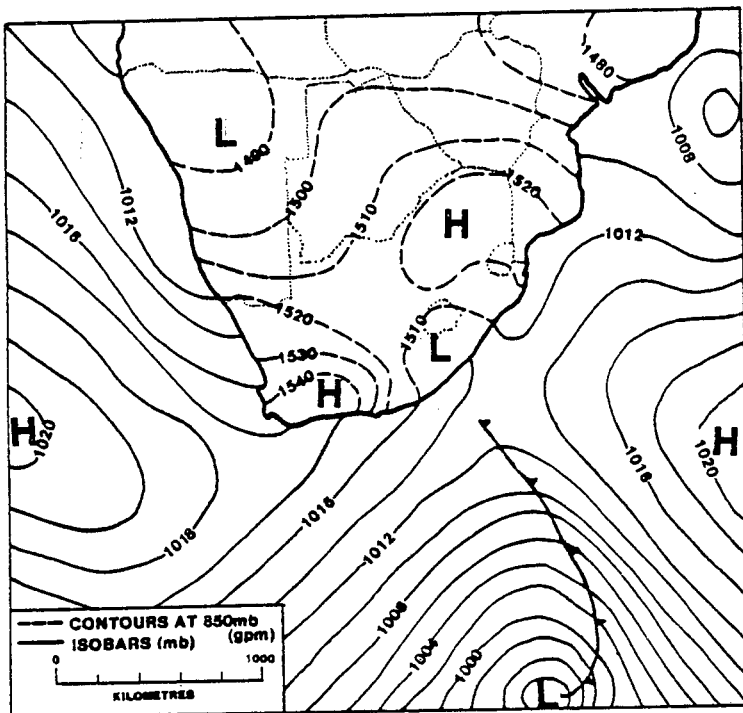 1480
1008
L
1490
1500
1510
1520
H
1012
1016
1012
1520
1510
L
1530
1540
H
H
1020
H
1020
1016
1018
1016
1012
1008
1004
1000
L
CONTOURS AT 850mb
(gpm)
ISOBARS (mb)
0 1000
KILOMETRES